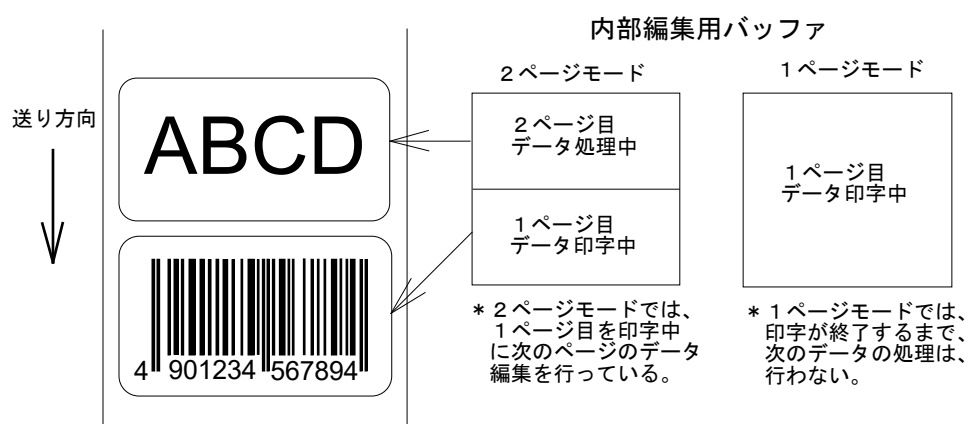 内部編集用バッファ
２ページモード
１ページモード
送り方向
ABCD
２ページ目
データ処理中
１ページ目
データ印字中
１ページ目
データ印字中
4 901234 567894
＊２ページモードでは、
１ページ目を印字中
に次のページのデータ
編集を行っている。
＊１ページモードでは、
印字が終了するまで、
次のデータの処理は、
行わない。